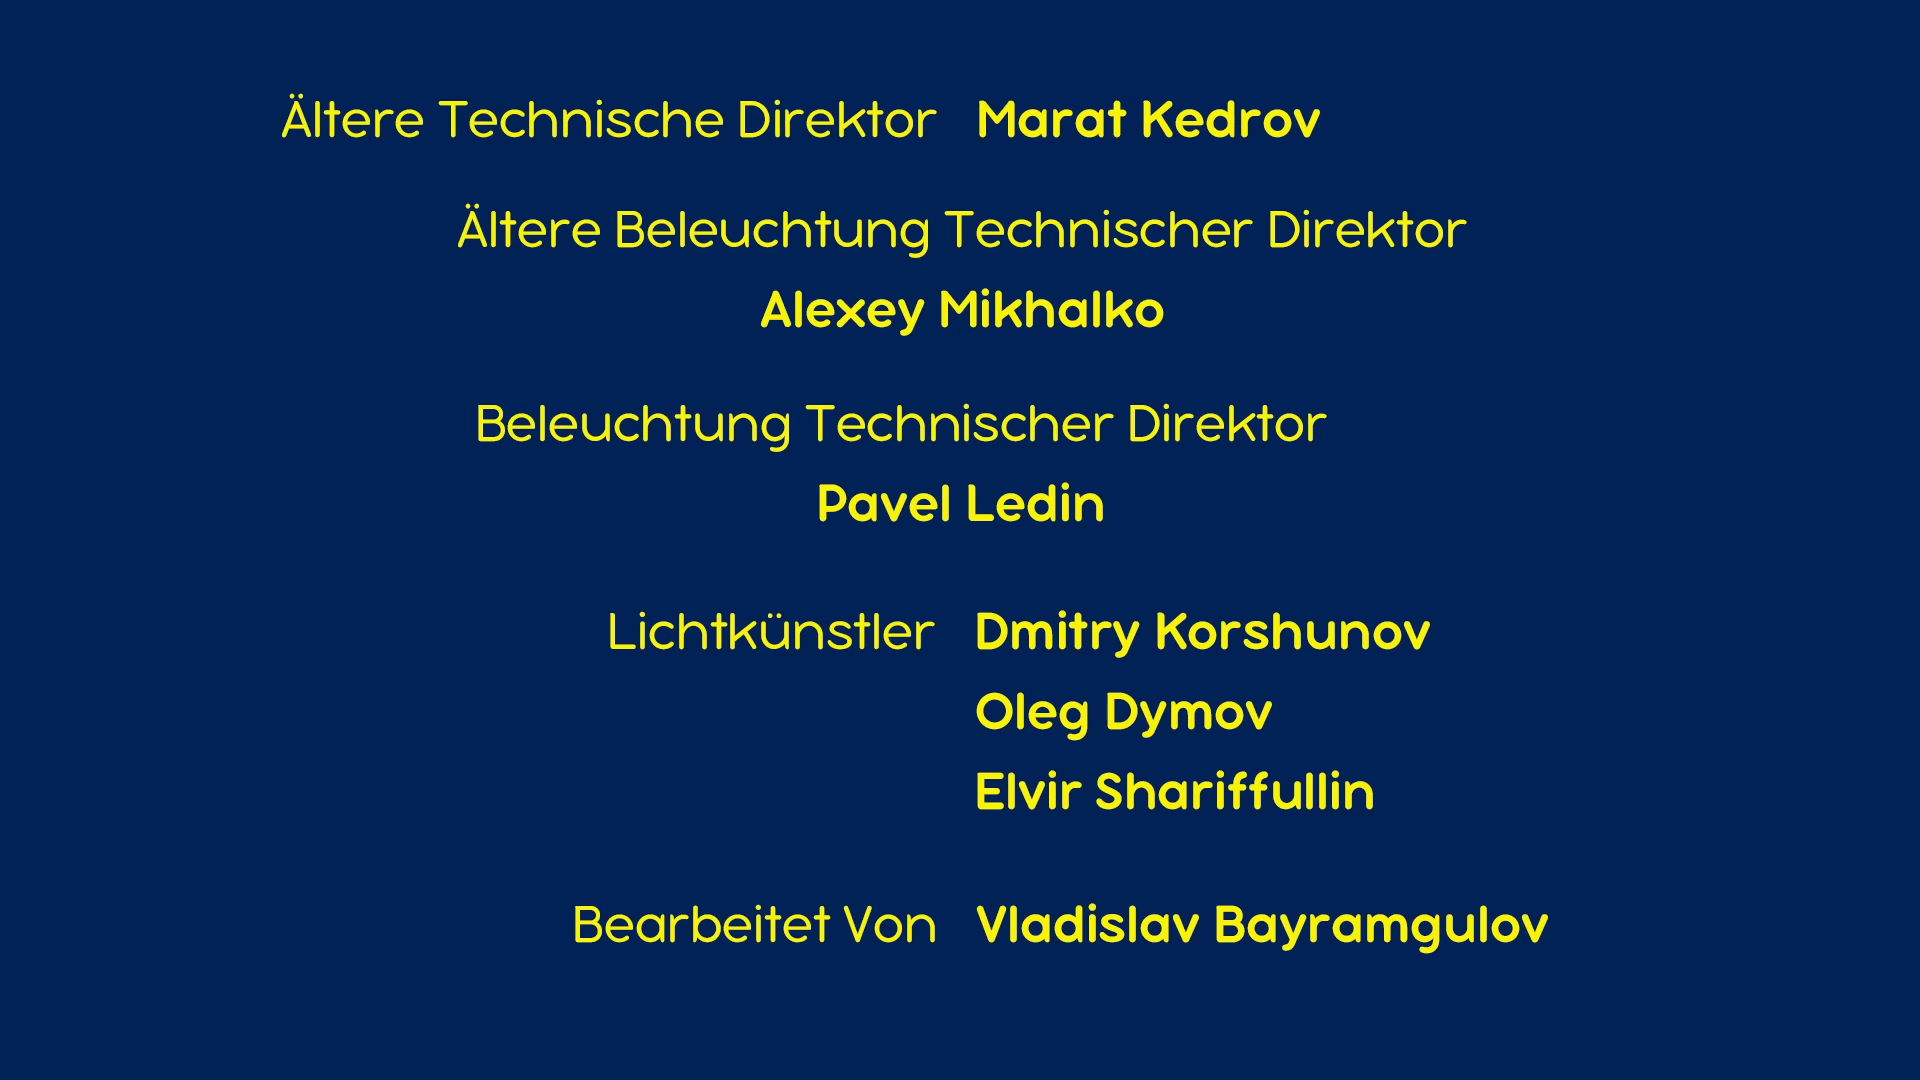 Ältere Technische Direktor Marat Kedrov
Ältere Beleuchtung Technischer Direktor
Alexey Mikhalko
Beleuchtung Technischer Direktor
Pavel Ledin
Lichtkünstler Dmitry Korshunov
Oleg Dymov
Elvir Shariffullin
Bearbeitet Von Vladislav Bayramgulov